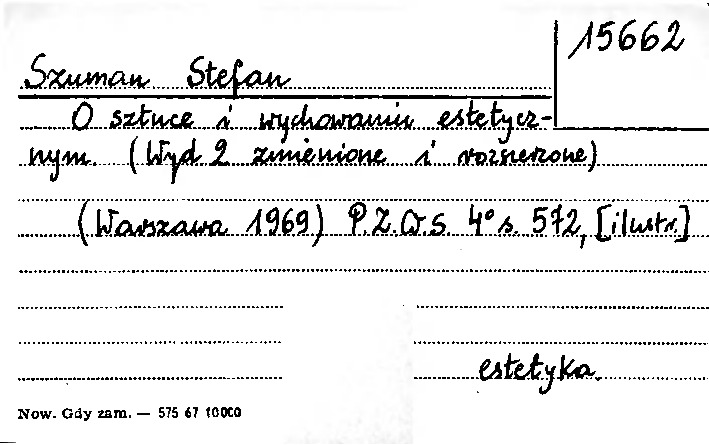 15662
Szuman Stefan
O sztuce i wychowaniu estetycz-
nym. (Wyd 2 zmienione i rozszerzone)
(Warszawa 1969) P.Z.W.S. 4° s. 572, [ilustr.]
estetyka.
Now. Gdy zam. — 575 67 10000